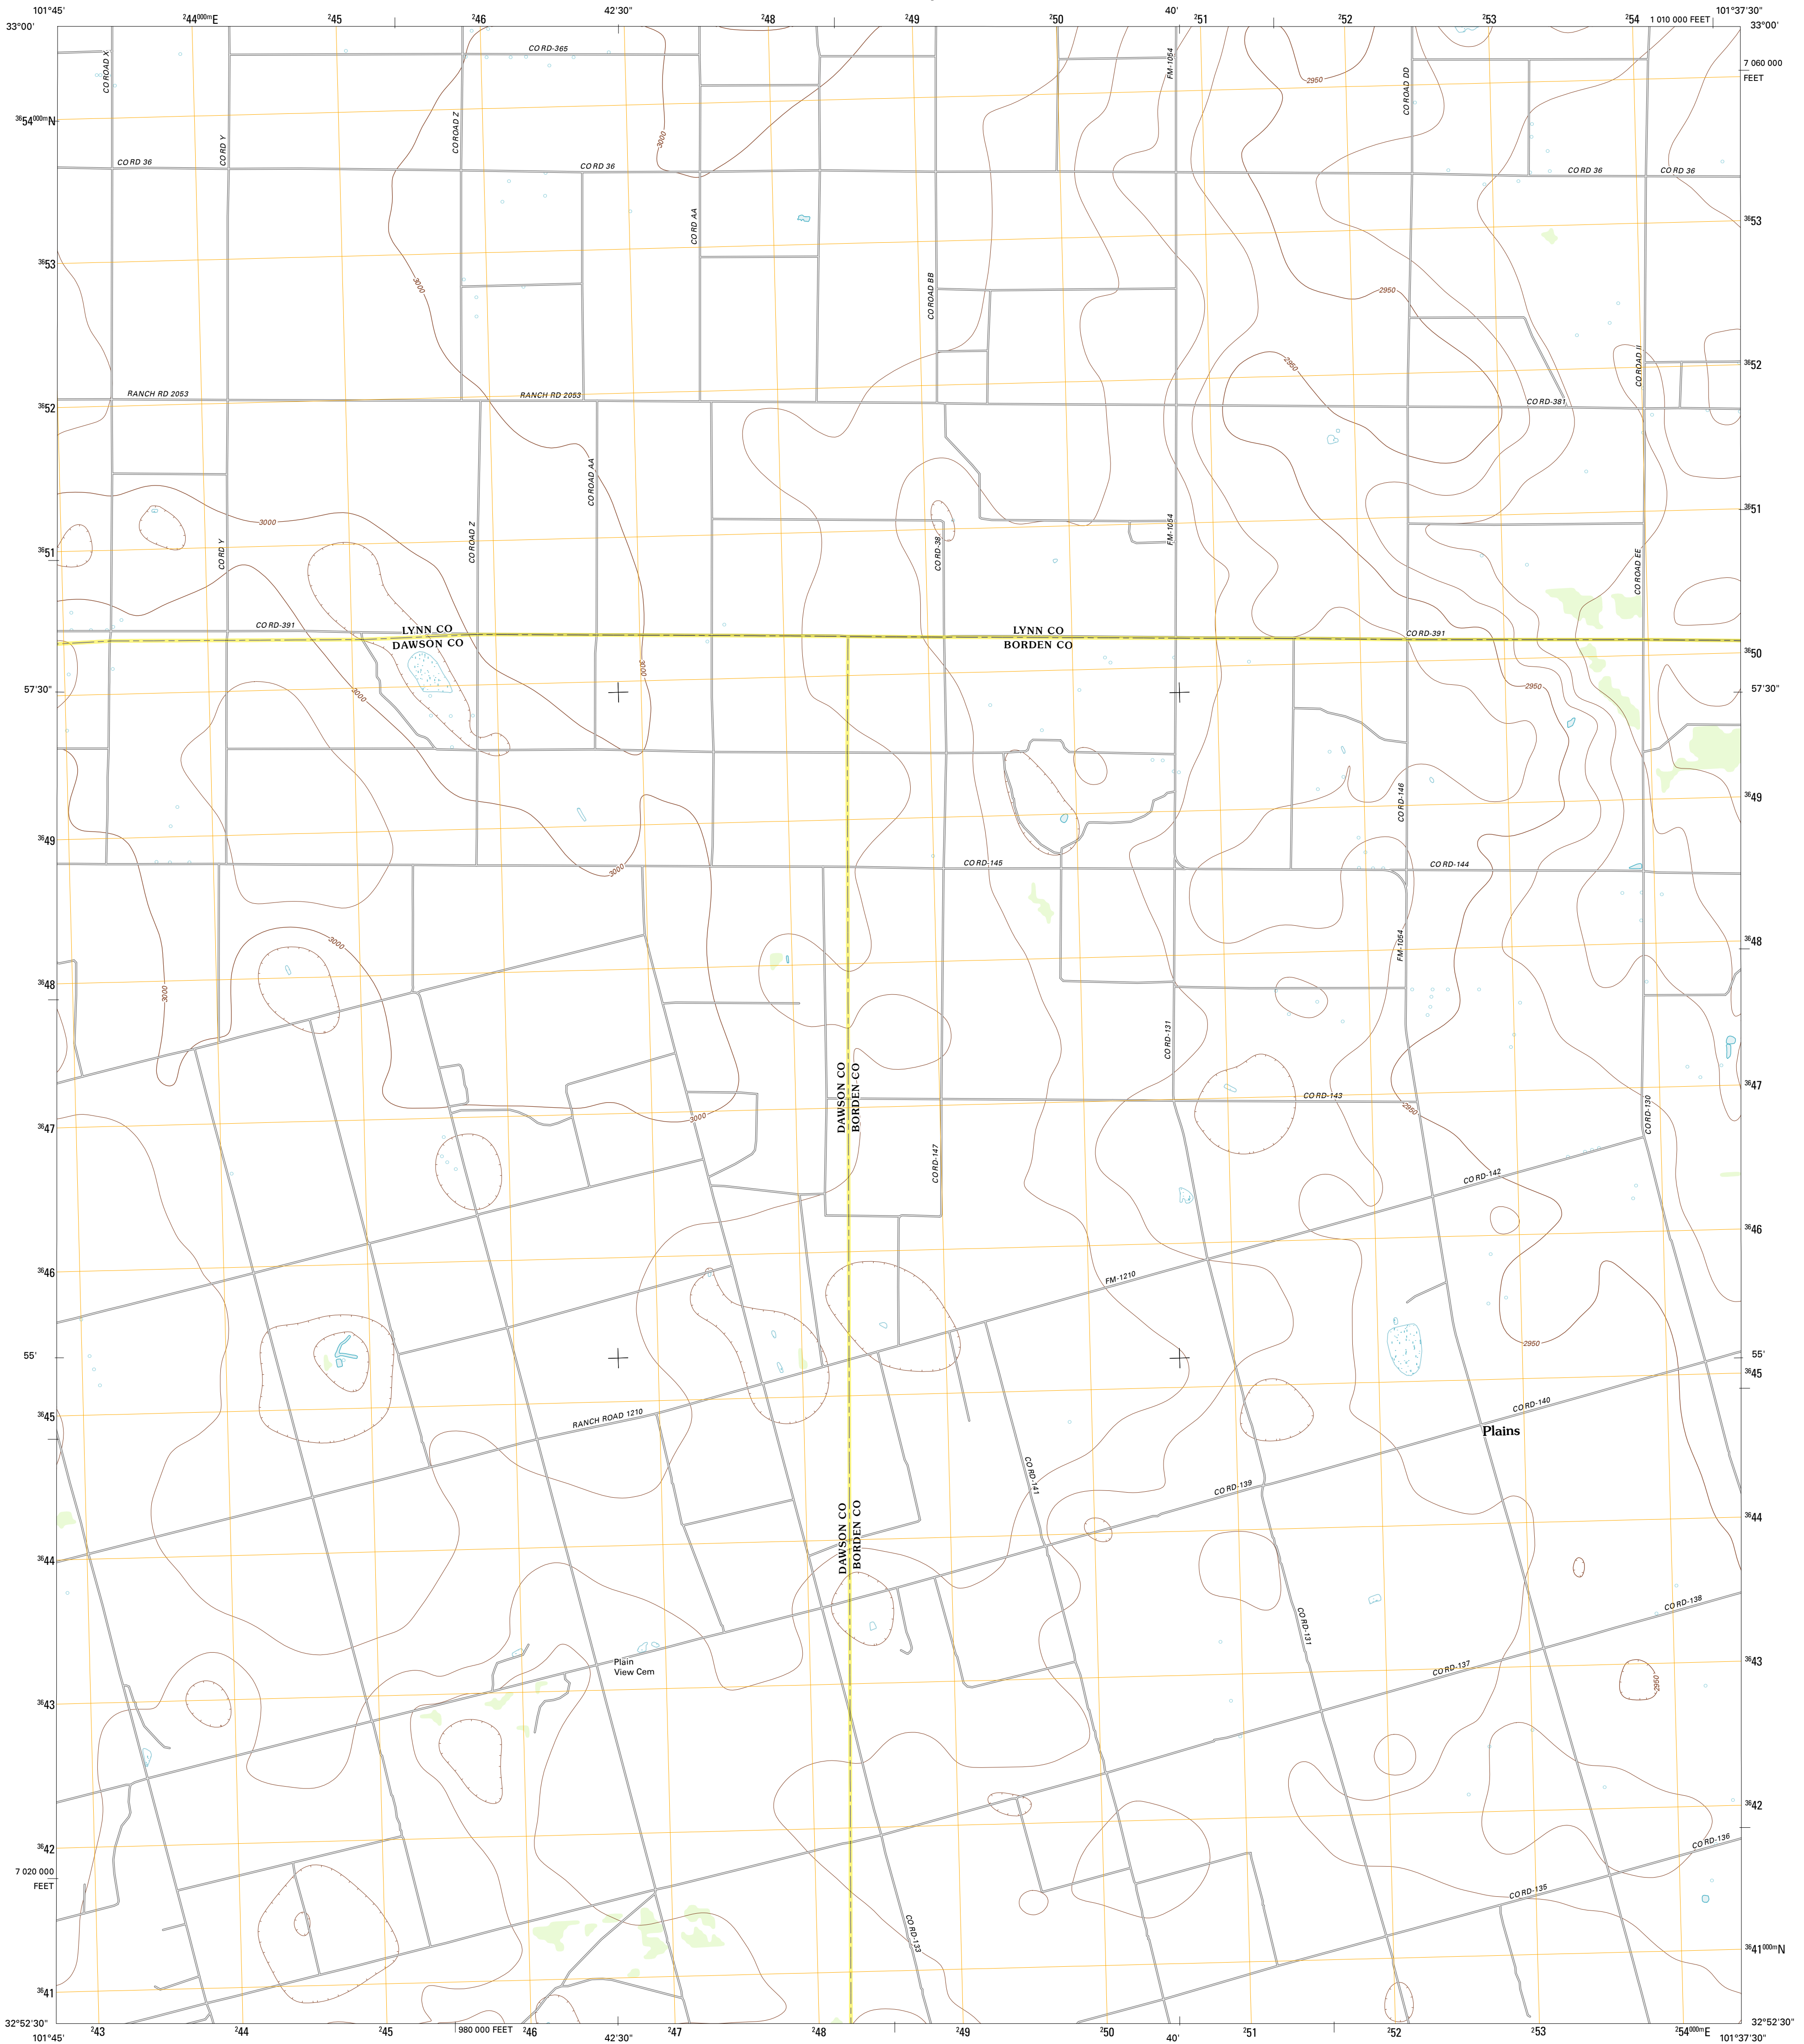 101°45'
²44⁰⁰⁰ᵐE
²45
²46
42'30"
²48
²49
²50
40'
²51
²52
²53
²54
1 010 000 FEET
101°37'30"
33°00'
33°00'
7 060 000
FEET
CO ROAD X
CO RD-365
FM-1054
2950
CO ROAD DD
³⁶54⁰⁰⁰ᵐN
CO RD Y
CO ROAD Z
3000
CO RD 36
CO RD 36
CO RD 36
CO RD 36
CO RD AA
³⁶53
³⁶53
3000
CO ROAD BB
2950
2950
CO ROAD II
³⁶52
RANCH RD 2053
RANCH RD 2053
CO RD-381
³⁶52
CO ROAD AA
3000
CO RD Y
CO ROAD Z
CO RD-38
FM-1054
³⁶51
³⁶51
CO ROAD EE
CO RD-391
LYNN CO
DAWSON CO
LYNN CO
BORDEN CO
CO RD-391
³⁶50
57'30"
3000
3000
2950
57'30"
CO RD-146
³⁶49
³⁶49
3000
CO RD-145
CO RD-144
3000
FM-1054
³⁶48
³⁶48
3000
CO RD-131
DAWSON CO
BORDEN CO
3000
CO RD-143
2950
CO RD-130
³⁶47
³⁶47
CO RD-147
CO RD-142
³⁶46
³⁶46
FM-1210
2950
55'
55'
³⁶45
³⁶45
RANCH ROAD 1210
CO RD-140
Plains
CO RD-141
CO RD-139
DAWSON CO
BORDEN CO
³⁶44
³⁶44
CO RD-131
CO RD-138
Plain
View Cem
CO RD-137
2950
³⁶43
³⁶43
³⁶42
³⁶42
CO RD-136
7 020 000
FEET
CO RD-135
CO RD-133
³⁶41⁰⁰⁰ᵐN
³⁶41
32°52'30"
32°52'30"
101°45'
²43
²44
²45
980 000 FEET
²46
42'30"
²47
²48
²49
²50
40'
²51
²52
²53
²54⁰⁰⁰ᵐE
101°37'30"